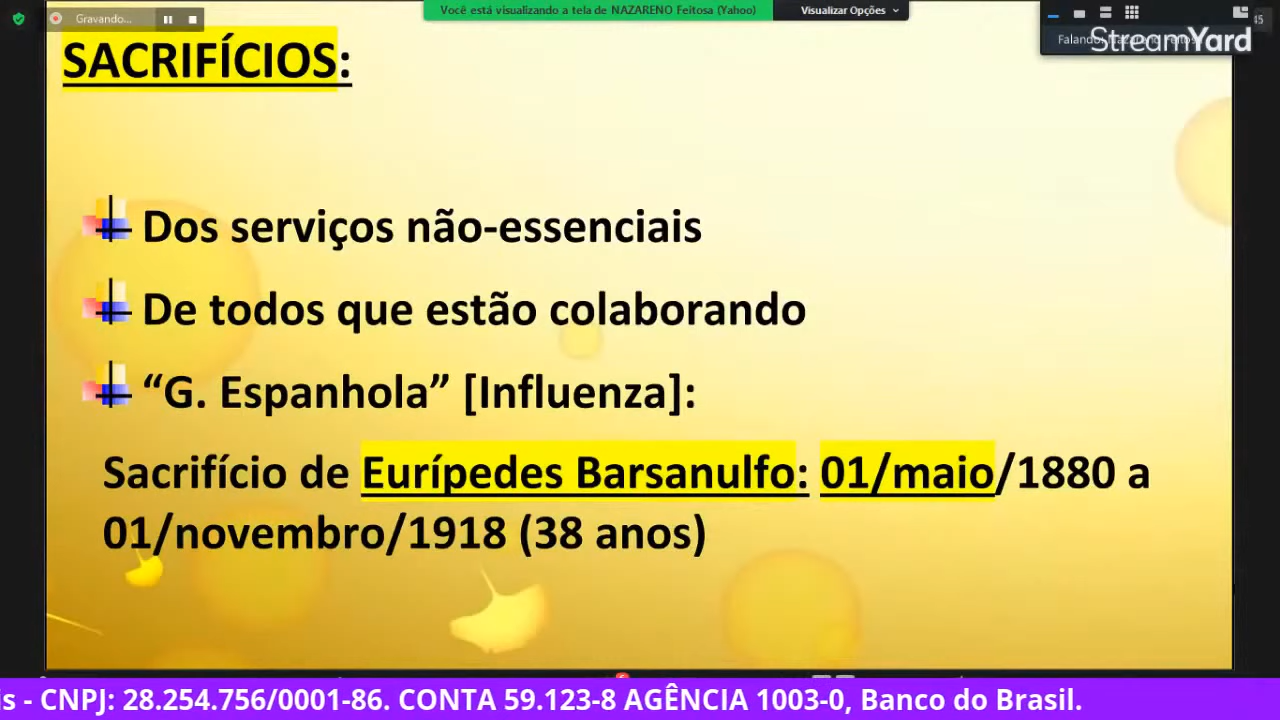 Gravando...
Você está visualizando a tela de NAZARENO Feitosa (Yahoo)
Visualizar Opções
45
StreamYard
SACRIFÍCIOS:
Dos serviços não-essenciais
De todos que estão colaborando
“G. Espanhola” [Influenza]:
Sacrifício de Eurípedes Barsanulfo: 01/maio/1880 a
01/novembro/1918 (38 anos)
is - CNPJ: 28.254.756/0001-86. CONTA 59.123-8 AGÊNCIA 1003-0, Banco do Brasil.